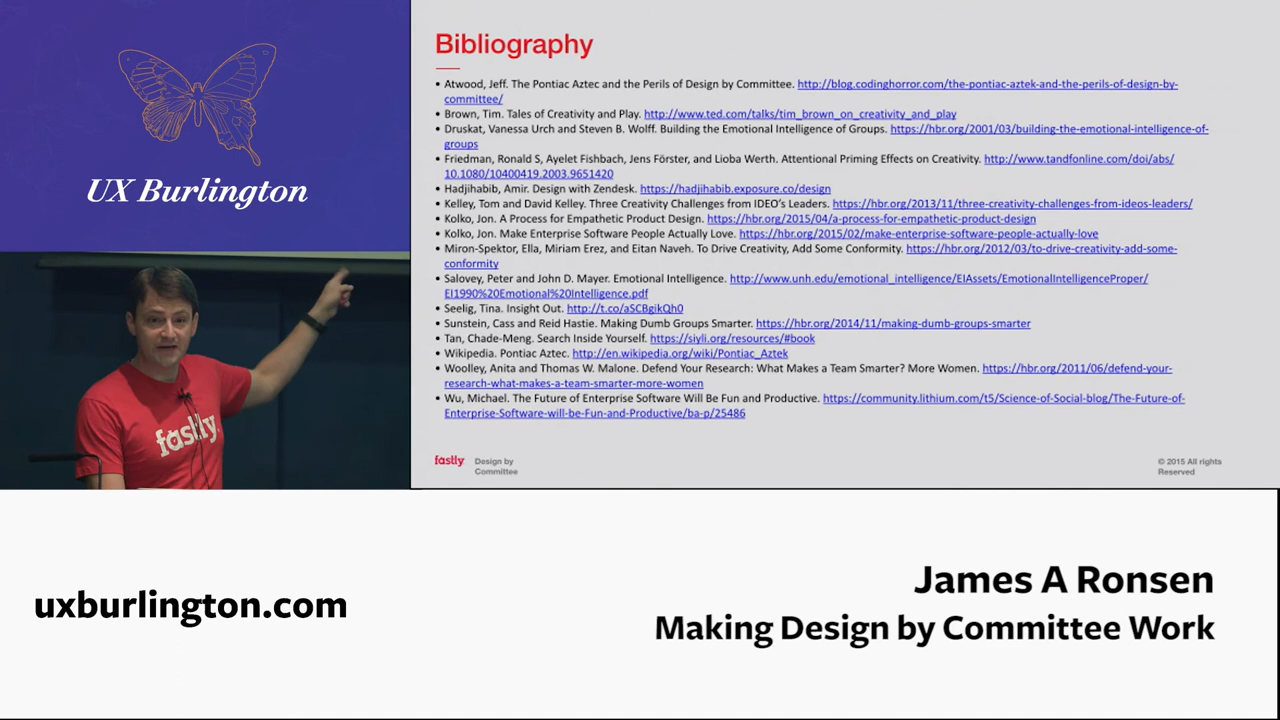 UX Burlington
Bibliography
• Atwood, Jeff. The Pontiac Aztec and the Perils of Design by Committee. http://blog.codinghorror.com/the-pontiac-aztek-and-the-perils-of-design-by-
committee/
• Brown, Tim. Tales of Creativity and Play. http://www.ted.com/talks/tim_brown_on_creativity_and_play
• Druskat, Vanessa Urch and Steven B. Wolff. Building the Emotional Intelligence of Groups. https://hbr.org/2001/03/building-the-emotional-intelligence-of-
groups
• Friedman, Ronald S, Ayelet Fishbach, Jens Förster, and Lioba Werth. Attentional Priming Effects on Creativity. http://www.tandfonline.com/doi/abs/
10.1080/10400419.2003.9651420
• Hadjihabib, Amir. Design with Zendesk. https://hadjihabib.exposure.co/design
• Kelley, Tom and David Kelley. Three Creativity Challenges from IDEO's Leaders. https://hbr.org/2013/11/three-creativity-challenges-from-ideos-leaders/
• Kolko, Jon. A Process for Empathetic Product Design. https://hbr.org/2015/04/a-process-for-empathetic-product-design
• Kolko, Jon. Make Enterprise Software People Actually Love. https://hbr.org/2015/02/make-enterprise-software-people-actually-love
• Miron-Spektor, Ella, Miriam Erez, and Eitan Naveh. To Drive Creativity, Add Some Conformity. https://hbr.org/2012/03/to-drive-creativity-add-some-
conformity
• Salovey, Peter and John D. Mayer. Emotional Intelligence. http://www.unh.edu/emotional_intelligence/EIAssets/EmotionalIntelligenceProper/
EI1990%20Emotional%20Intelligence.pdf
• Seelig, Tina. Insight Out. http://t.co/aSCBgikQh0
• Sunstein, Cass and Reid Hastie. Making Dumb Groups Smarter. https://hbr.org/2014/11/making-dumb-groups-smarter
• Tan, Chade-Meng. Search Inside Yourself. https://siyli.org/resources/#book
• Wikipedia. Pontiac Aztec. http://en.wikipedia.org/wiki/Pontiac_Aztek
• Woolley, Anita and Thomas W. Malone. Defend Your Research: What Makes a Team Smarter? More Women. https://hbr.org/2011/06/defend-your-
research-what-makes-a-team-smarter-more-women
• Wu, Michael. The Future of Enterprise Software Will Be Fun and Productive. https://community.lithium.com/t5/Science-of-Social-blog/The-Future-of-
Enterprise-Software-will-be-Fun-and-Productive/ba-p/25486
fastly
Design by
Committee
© 2015 All rights
Reserved
fastly
uxburlington.com
James A Ronsen
Making Design by Committee Work